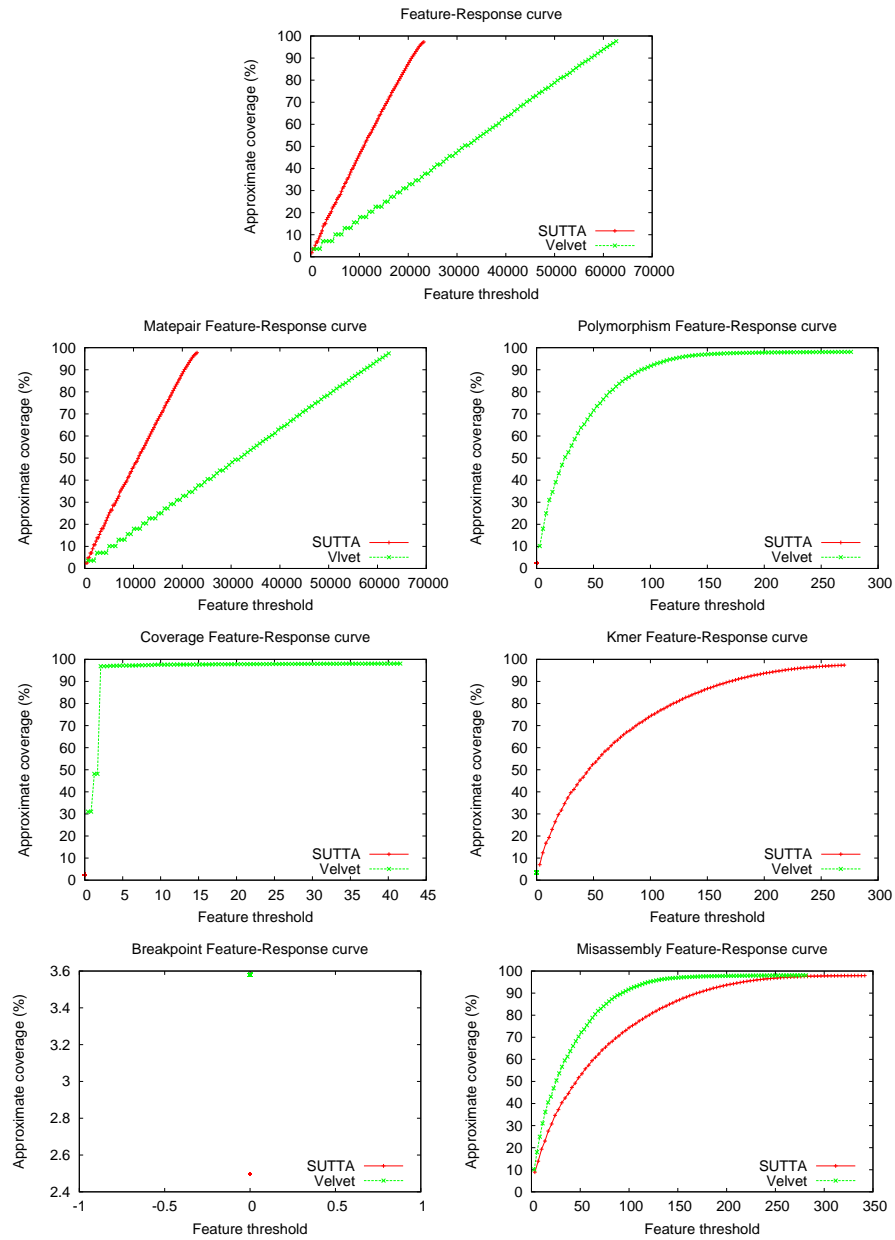 Feature-Response curve
Approximate coverage (%)
100
90
80
70
60
50
40
30
20
10
0
SUTTA
Velvet
0 10000 20000 30000 40000 50000 60000 70000
Feature threshold
Matepair Feature-Response curve
Approximate coverage (%)
100
90
80
70
60
50
40
30
20
10
0
SUTTA
Vlvet
0 10000 20000 30000 40000 50000 60000 70000
Feature threshold
Polymorphism Feature-Response curve
Approximate coverage (%)
100
90
80
70
60
50
40
30
20
10
0
SUTTA
Velvet
0 50 100 150 200 250 300
Feature threshold
Coverage Feature-Response curve
Approximate coverage (%)
100
90
80
70
60
50
40
30
20
10
0
SUTTA
Velvet
0 5 10 15 20 25 30 35 40 45
Feature threshold
Kmer Feature-Response curve
Approximate coverage (%)
100
90
80
70
60
50
40
30
20
10
0
SUTTA
Velvet
0 50 100 150 200 250 300
Feature threshold
Breakpoint Feature-Response curve
Approximate coverage (%)
3.6
3.4
3.2
3
2.8
2.6
2.4
SUTTA
Velvet
-1 -0.5 0 0.5 1
Feature threshold
Misassembly Feature-Response curve
Approximate coverage (%)
100
90
80
70
60
50
40
30
20
10
0
SUTTA
Velvet
0 50 100 150 200 250 300 350
Feature threshold